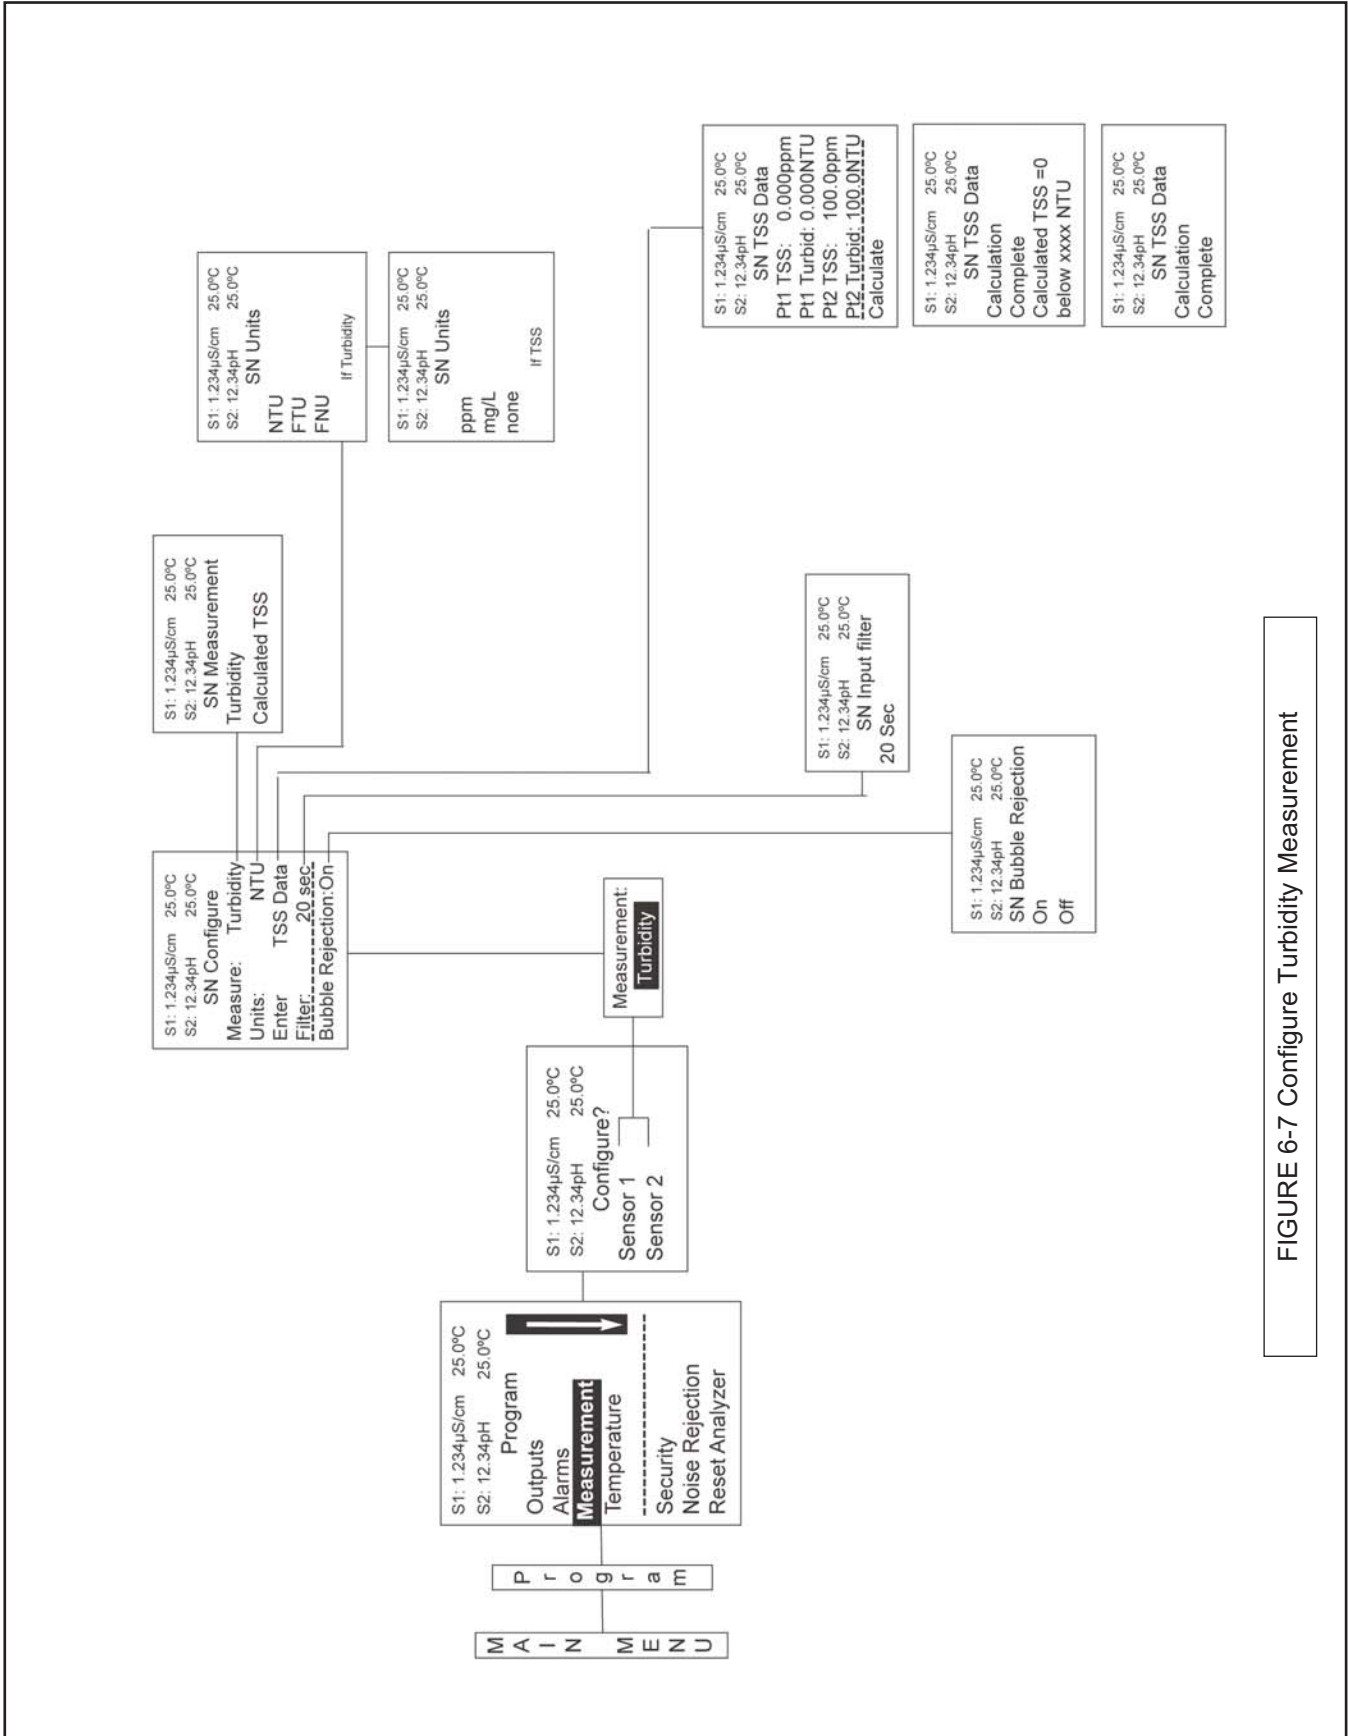 MAIN MENU
Program
S1: 1.234µS/cm 25.0ºC
S2: 12.34pH 25.0ºC
Program
Outputs
Alarms
Measurement
Temperature
Security
Noise Rejection
Reset Analyzer
S1: 1.234µS/cm 25.0ºC
S2: 12.34pH 25.0ºC
Configure?
Sensor 1
Sensor 2
Measurement:
Turbidity
S1: 1.234µS/cm 25.0ºC
S2: 12.34pH 25.0ºC
SN Configure
Measure: Turbidity
Units: NTU
Enter TSS Data
Filter: 20 sec
Bubble Rejection:On
S1: 1.234µS/cm 25.0ºC
S2: 12.34pH 25.0ºC
SN Measurement
Turbidity
Calculated TSS
S1: 1.234µS/cm 25.0ºC
S2: 12.34pH 25.0ºC
SN Units
NTU
FTU
FNU
If Turbidity
S1: 1.234µS/cm 25.0ºC
S2: 12.34pH 25.0ºC
SN Units
ppm
mg/L
none
If TSS
S1: 1.234µS/cm 25.0ºC
S2: 12.34pH 25.0ºC
SN TSS Data
Pt1 TSS: 0.000ppm
Pt1 Turbid: 0.000NTU
Pt2 TSS: 100.0ppm
Pt2 Turbid: 100.0NTU
Calculate
S1: 1.234µS/cm 25.0ºC
S2: 12.34pH 25.0ºC
SN TSS Data
Calculation
Complete
Calculated TSS =0
below xxxx NTU
S1: 1.234µS/cm 25.0ºC
S2: 12.34pH 25.0ºC
SN TSS Data
Calculation
Complete
S1: 1.234µS/cm 25.0ºC
S2: 12.34pH 25.0ºC
SN Input filter
20 Sec
S1: 1.234µS/cm 25.0ºC
S2: 12.34pH 25.0ºC
SN Bubble Rejection
On
Off
FIGURE 6-7 Configure Turbidity Measurement